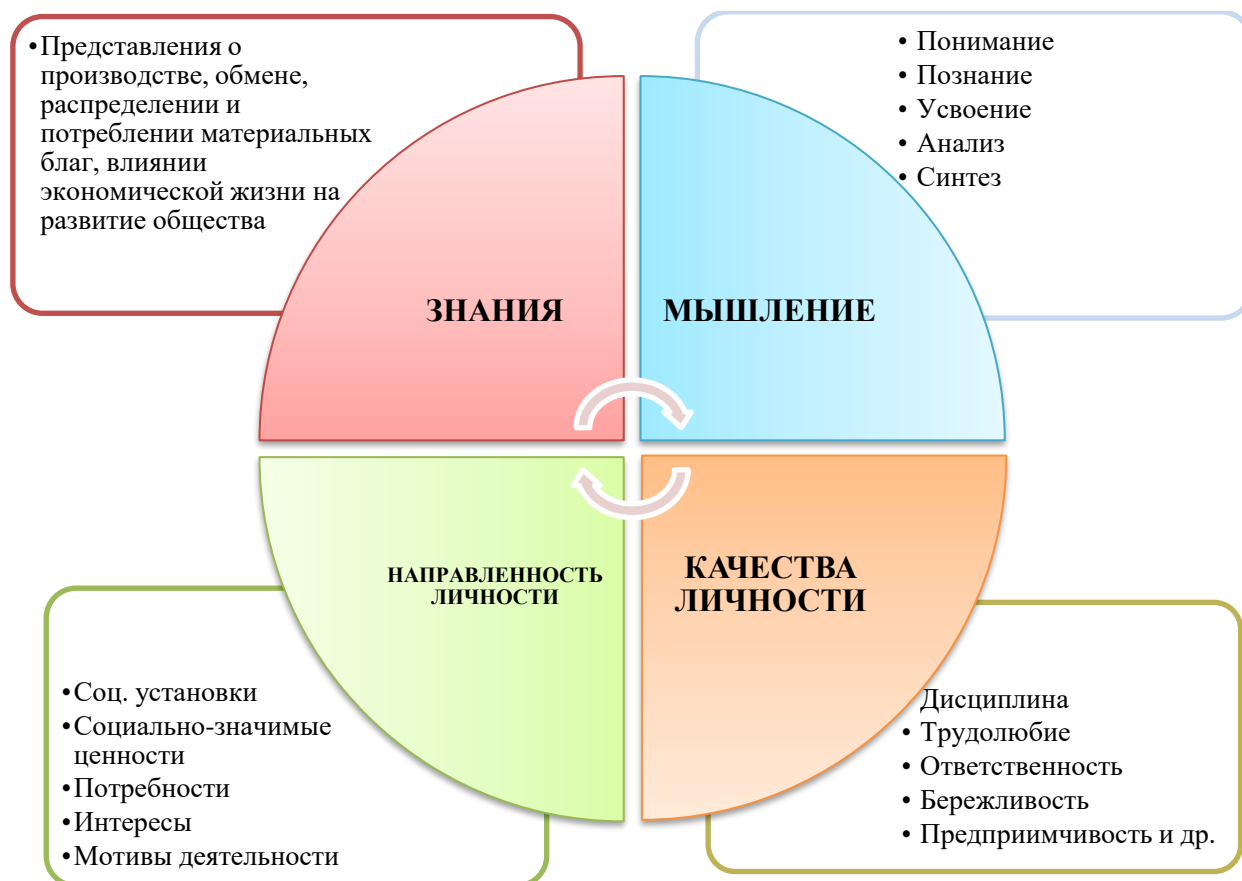 •Представления о
производстве, обмене,
распределении и
потреблении материальных
благ, влиянии
экономической жизни на
развитие общества
• Понимание
• Познание
• Усвоение
• Анализ
• Синтез
ЗНАНИЯ
МЫШЛЕНИЕ
НАПРАВЛЕННОСТЬ
ЛИЧНОСТИ
КАЧЕСТВА
ЛИЧНОСТИ
•Соц. установки
•Социально-значимые
ценности
•Потребности
•Интересы
•Мотивы деятельности
Дисциплина
• Трудолюбие
• Ответственность
• Бережливость
• Предприимчивость и др.